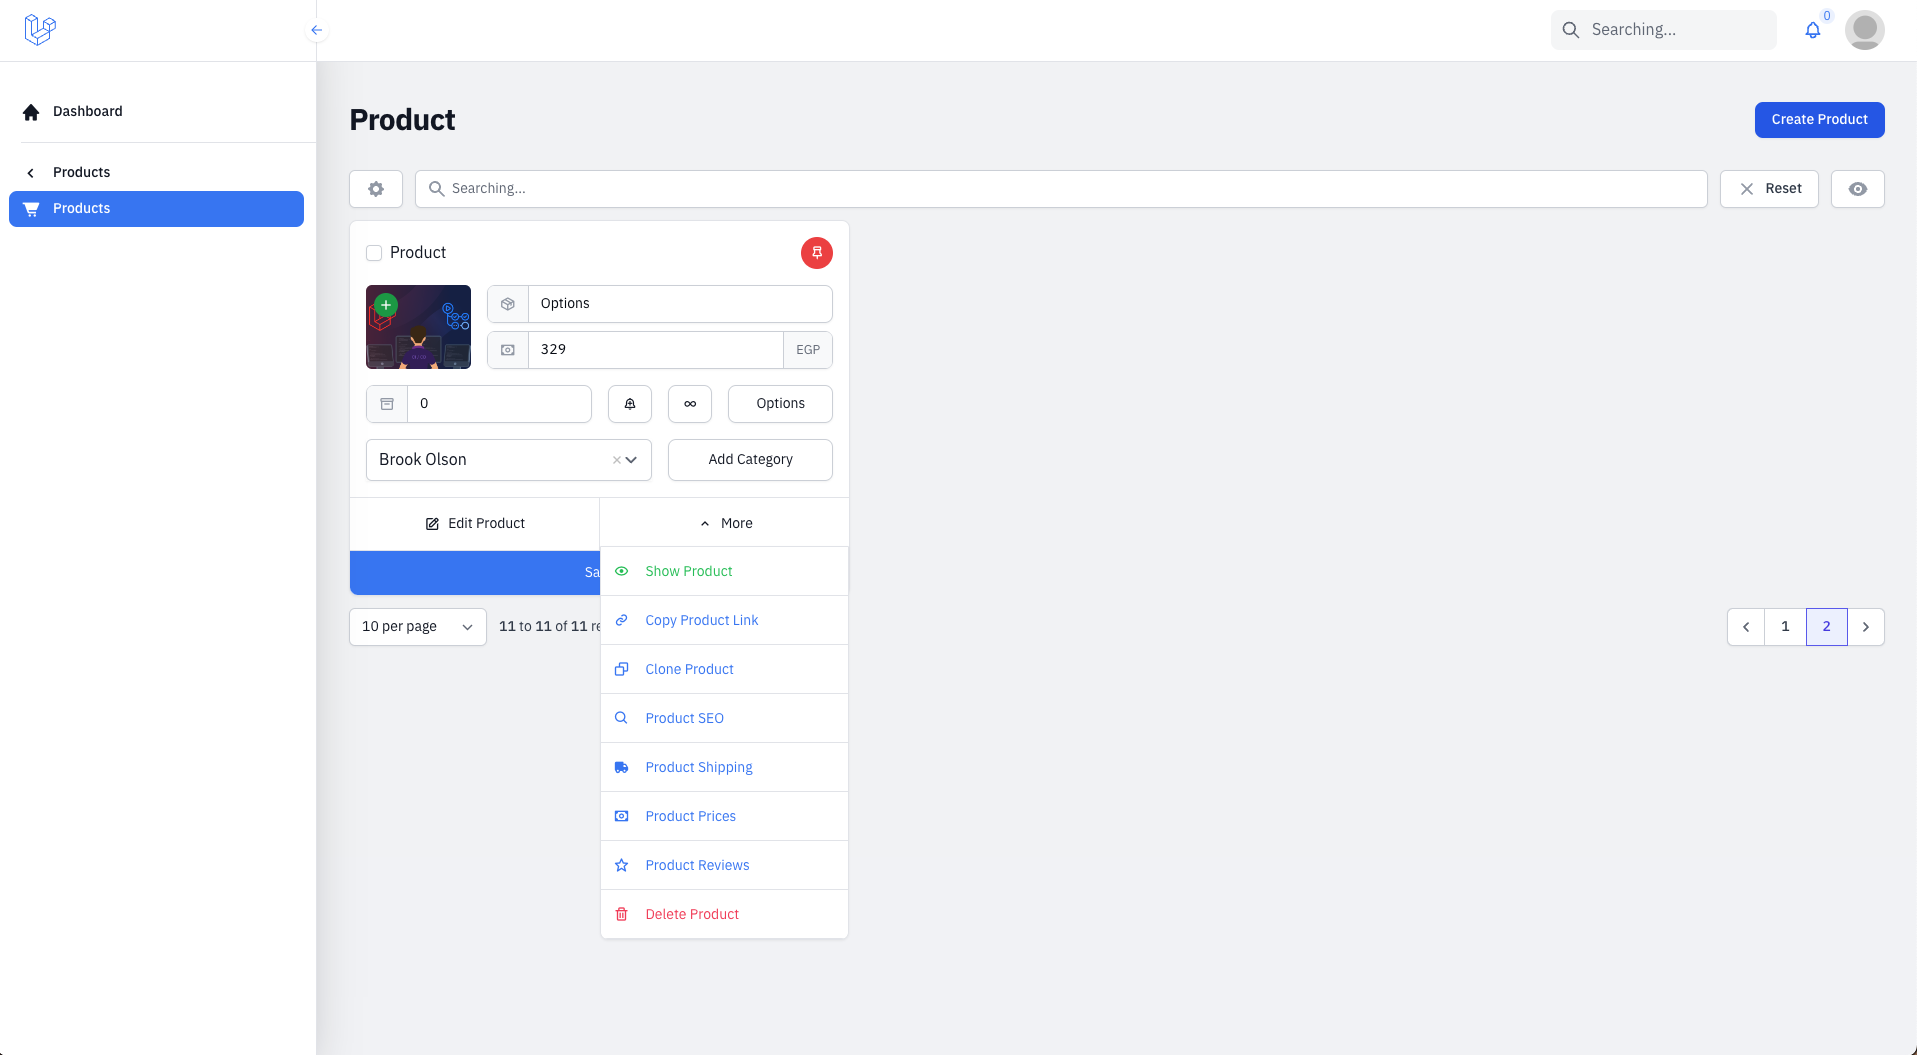 Searching...
0
Dashboard
Products
Products
Product
Create Product
Searching...
Reset
Product
Options
329 EGP
0
Options
Brook Olson
Add Category
Edit Product
More
Sa
Show Product
Copy Product Link
Clone Product
Product SEO
Product Shipping
Product Prices
Product Reviews
Delete Product
10 per page
11 to 11 of 11 re
1
2